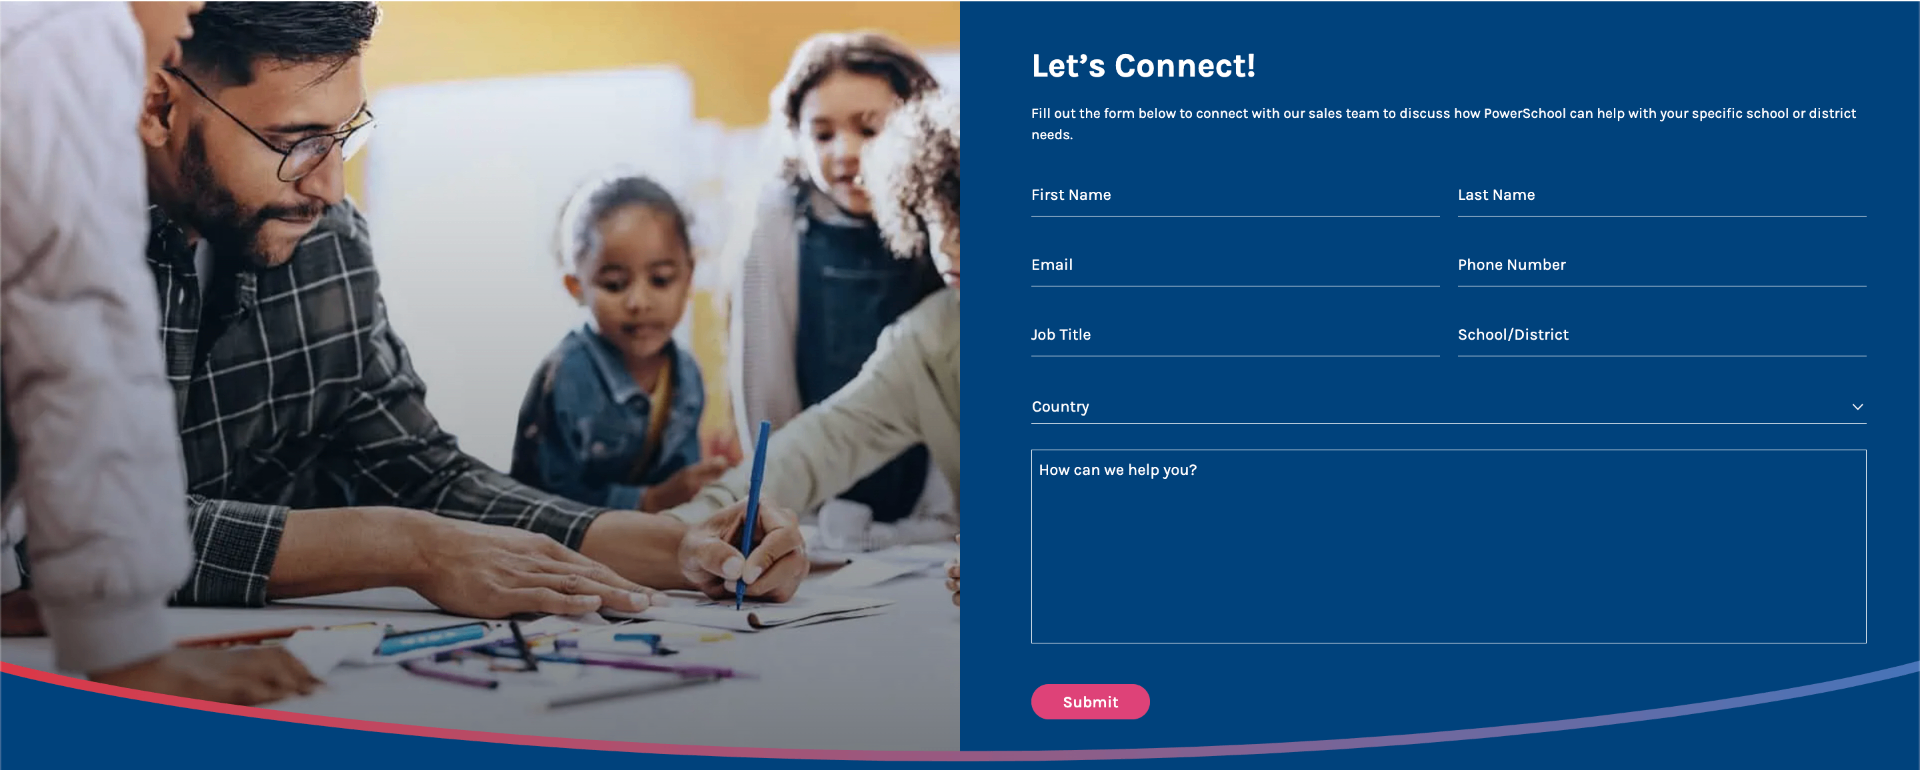 Let's Connect!
Fill out the form below to connect with our sales team to discuss how PowerSchool can help with your specific school or district
needs.
First Name
Last Name
Email
Phone Number
Job Title
School/District
Country
How can we help you?
Submit